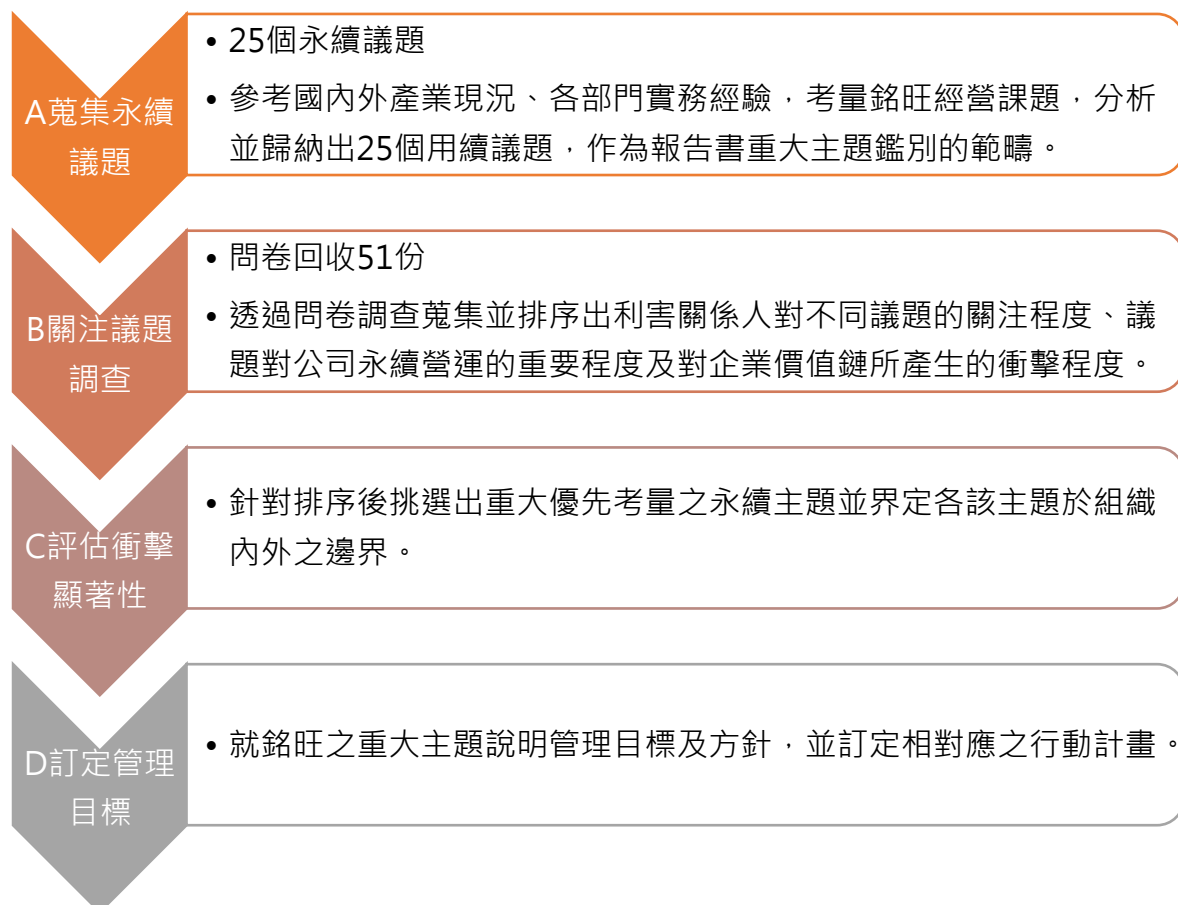 A蒐集永續
議題
• 25個永續議題
• 參考國內外產業現況、各部門實務經驗，考量銘旺經營課題，分析
並歸納出25個用續議題，作為報告書重大主題鑑別的範疇。
B關注議題
調查
• 問卷回收51份
• 透過問卷調查蒐集並排序出利害關係人對不同議題的關注程度、議
題對公司永續營運的重要程度及對企業價值鏈所產生的衝擊程度。
C評估衝擊
顯著性
• 針對排序後挑選出重大優先考量之永續主題並界定各該主題於組織
內外之邊界。
D訂定管理
目標
• 就銘旺之重大主題說明管理目標及方針，並訂定相對應之行動計畫。